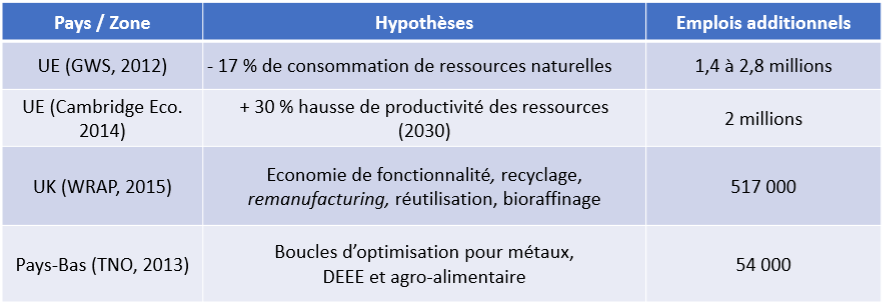 Pays / Zone Hypothèses Emplois additionnels
UE (GWS, 2012) - 17 % de consommation de ressources naturelles 1,4 à 2,8 millions
UE (Cambridge Eco.
2014)
+ 30 % hausse de productivité des ressources
(2030)
2 millions
UK (WRAP, 2015)
Economie de fonctionnalité, recyclage,
remanufacturing, réutilisation, bioraffinage
517 000
Pays-Bas (TNO, 2013)
Boucles d’optimisation pour métaux,
DEEE et agro-alimentaire
54 000